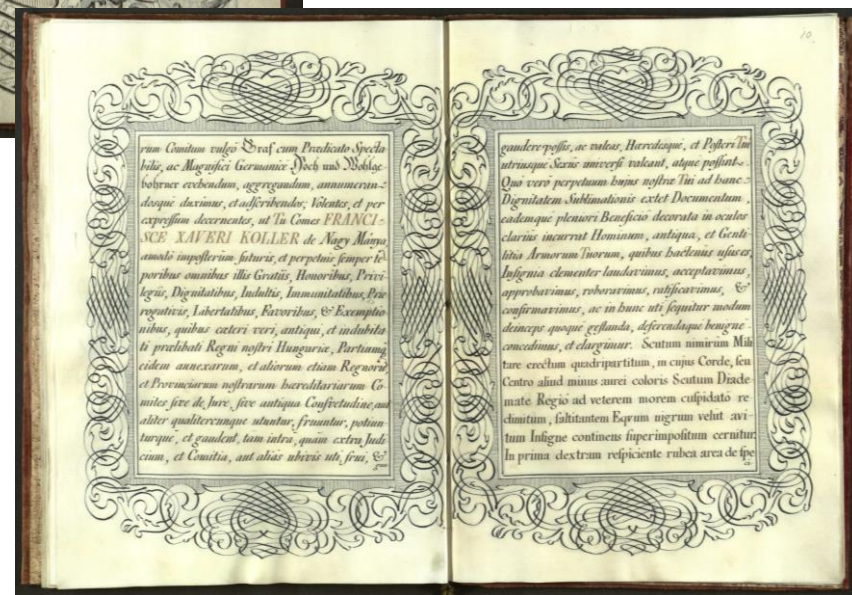 rum Comitum vulgò Graf cum Prædicato Specta
bilis, ac Magnifici Germanicè Hoch und Wohlge-
bohrner evehendum, aggregandum, annumeran-
dosque duximus, et adscribendos; Volentes, et per
expressum decernentes, ut Tu Comes FRANCI-
SCE XAVERI KOLLER de Nagy Mánya,
amodò imposterum, futuris, et perpetuis semper te-
poribus omnibus illis Gratiis, Honoribus, Privi-
legiis, Dignitatibus, Indultis, Immunitatibus, Præ
rogativis, Libertatibus, Favoribus, & Exemptio
nibus, quibus cæteri veri, antiqui, et indubita
ti prælibati Regni nostri Hungariæ, Partiumq
eidem annexarum, et aliorum etiam Regnorū,
et Provinciarum nostrarum hæreditariarum Co
mites sive de Jure, sive antiqua Consvetudine, aut
aliter qualitercunque utuntur, fruuntur, potiun-
turque, et gaudent, tam intra, quàm extra Judi
cium, et Comitia, aut aliàs ubivis uti, frui, &
10.
gaudere possis, ac valeas, Hæredesque, et Posteri Tui
utriusque Sexûs universi valeant, atque possint.
Quò verò perpetuum hujus nostræ Tui ad hanc
Dignitatem Sublimationis extet Documentum,
eademque pleniori Beneficio decorata in oculos
clariùs incurrat Hominum, antiqua, et Genti
litia Armorum Tuorum, quibus hactenus usus es,
Insignia clementer laudavimus, acceptavimus,
approbavimus, roboravimus, ratificavimus, &
confirmavimus, ac in hunc uti sequitur modum
deinceps quoque gestanda, deferendaque benigne
concedimus, et elargimur. Scutum nimirùm Mili
tare erectum quadripartitum, in cujus Corde, seu
Centro aliud minus aurei coloris Scutum Diade
mate Regio ad veterem morem cuspidato re
dimitum, saltitantem Eqvum nigrum velut avi-
tum Insigne continens superimpositum cernitur.
In prima dextram respiciente rubea area de spe